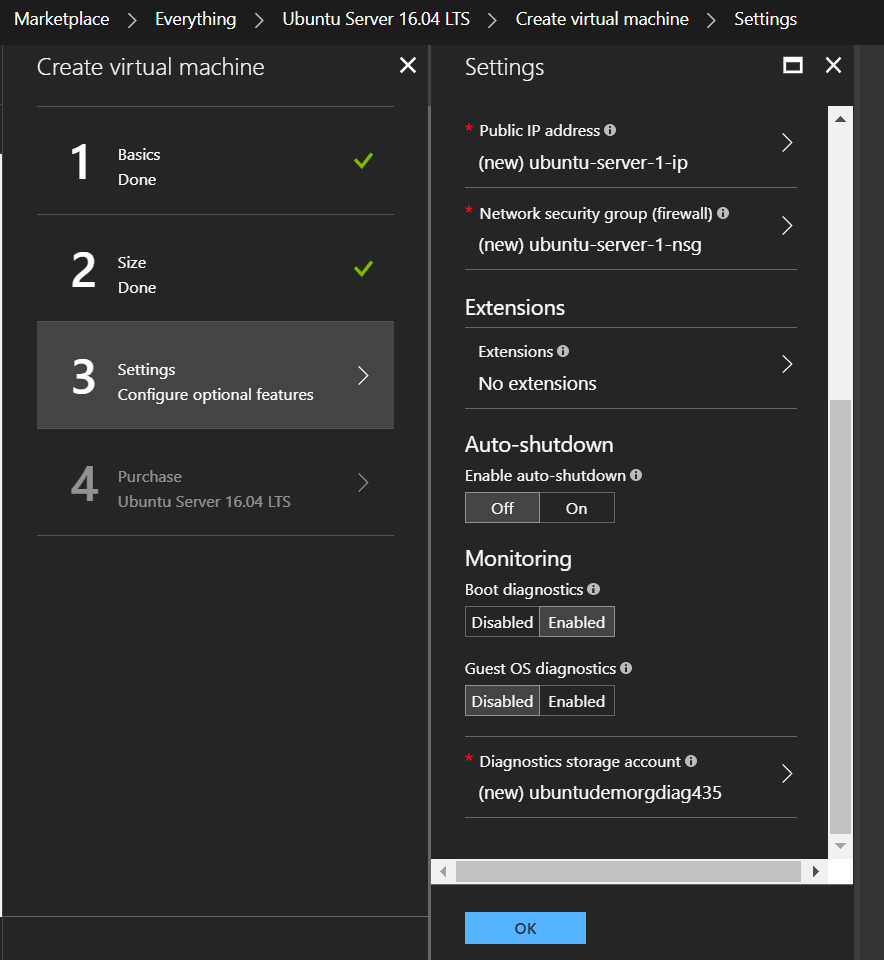 Marketplace > Everything > Ubuntu Server 16.04 LTS > Create virtual machine > Settings
Create virtual machine
1
Basics
Done
2
Size
Done
3
Settings
Configure optional features
4
Purchase
Ubuntu Server 16.04 LTS
Settings
* Public IP address
(new) ubuntu-server-1-ip
* Network security group (firewall)
(new) ubuntu-server-1-nsg
Extensions
Extensions
No extensions
Auto-shutdown
Enable auto-shutdown
Off On
Monitoring
Boot diagnostics
Disabled Enabled
Guest OS diagnostics
Disabled Enabled
* Diagnostics storage account
(new) ubuntudemorgdiag435
OK